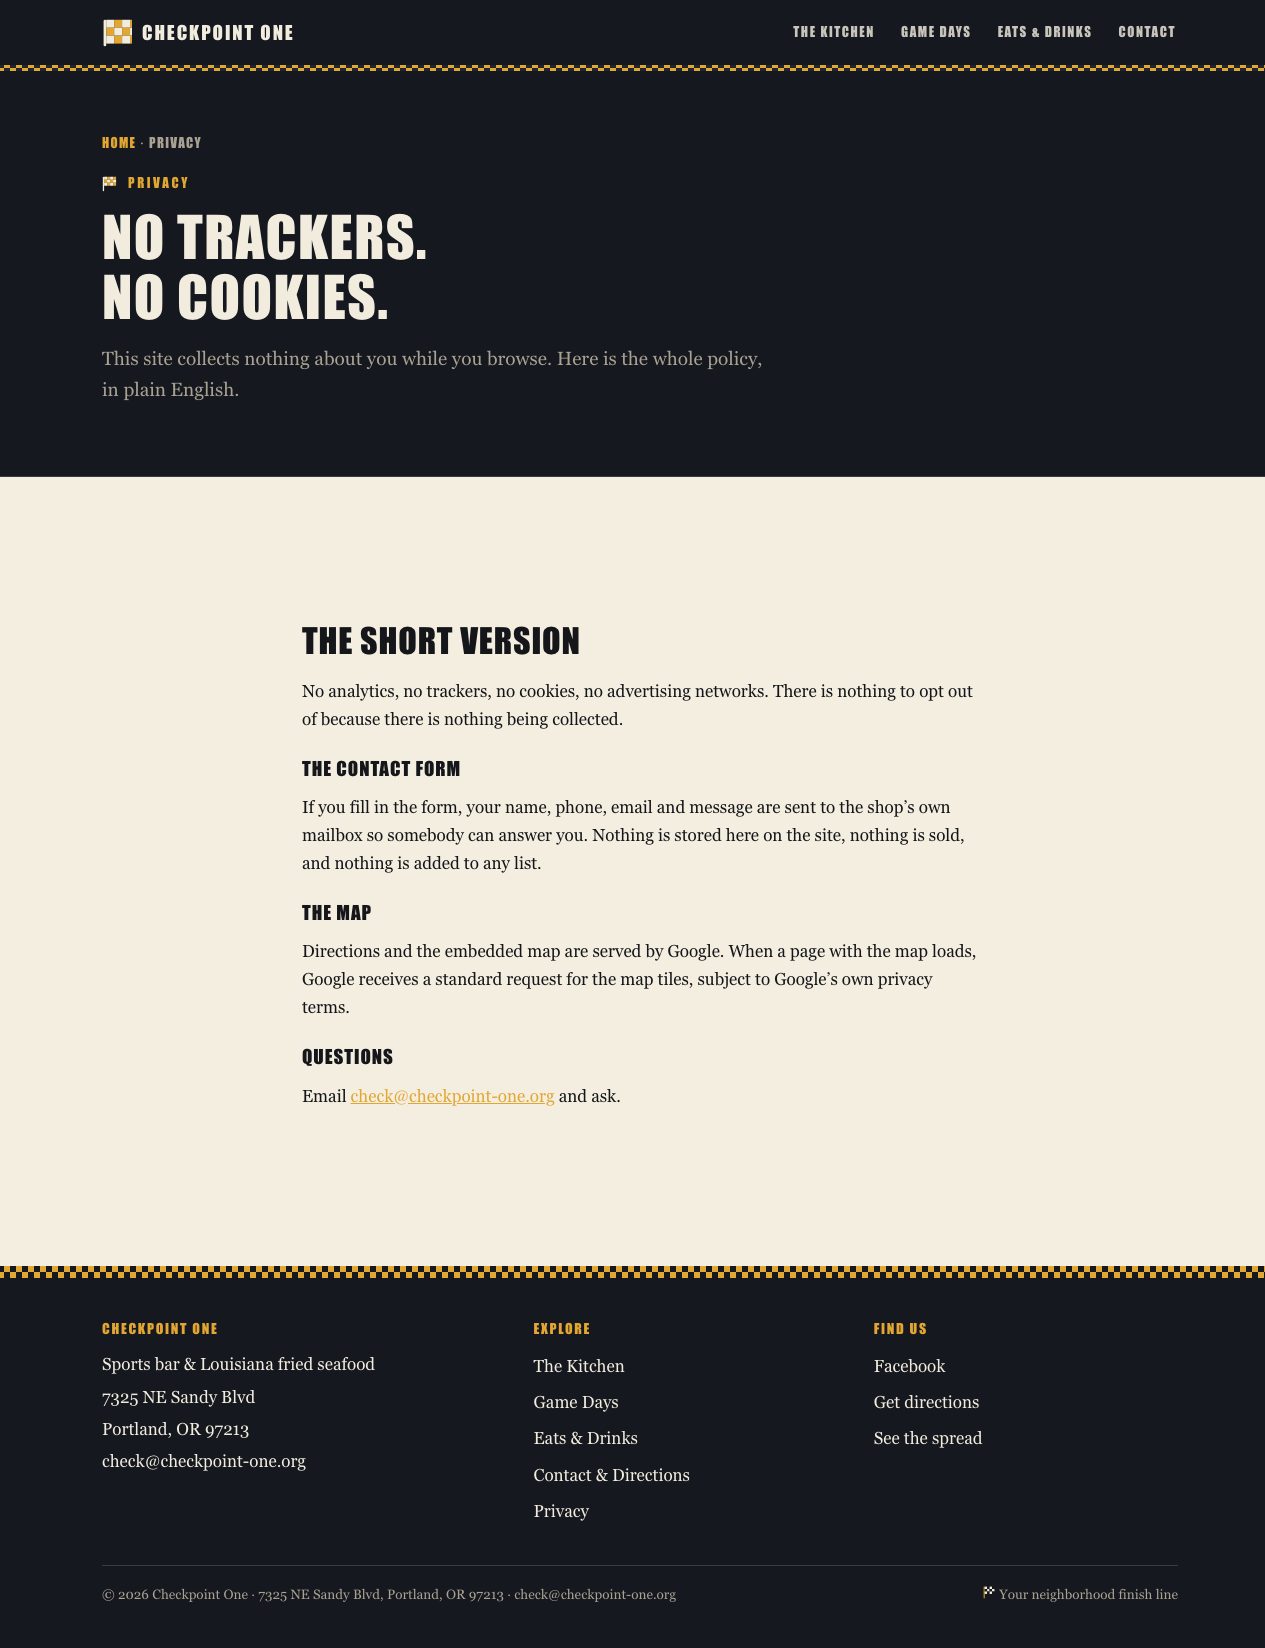 CHECKPOINT ONE
THE KITCHEN GAME DAYS EATS & DRINKS CONTACT
HOME · PRIVACY
PRIVACY
NO TRACKERS.
NO COOKIES.
This site collects nothing about you while you browse. Here is the whole policy,
in plain English.
THE SHORT VERSION
No analytics, no trackers, no cookies, no advertising networks. There is nothing to opt out
of because there is nothing being collected.
THE CONTACT FORM
If you fill in the form, your name, phone, email and message are sent to the shop’s own
mailbox so somebody can answer you. Nothing is stored here on the site, nothing is sold,
and nothing is added to any list.
THE MAP
Directions and the embedded map are served by Google. When a page with the map loads,
Google receives a standard request for the map tiles, subject to Google’s own privacy
terms.
QUESTIONS
Email check@checkpoint-one.org and ask.
CHECKPOINT ONE
Sports bar & Louisiana fried seafood
7325 NE Sandy Blvd
Portland, OR 97213
check@checkpoint-one.org
EXPLORE
The Kitchen
Game Days
Eats & Drinks
Contact & Directions
Privacy
FIND US
Facebook
Get directions
See the spread
© 2026 Checkpoint One · 7325 NE Sandy Blvd, Portland, OR 97213 · check@checkpoint-one.org
Your neighborhood finish line